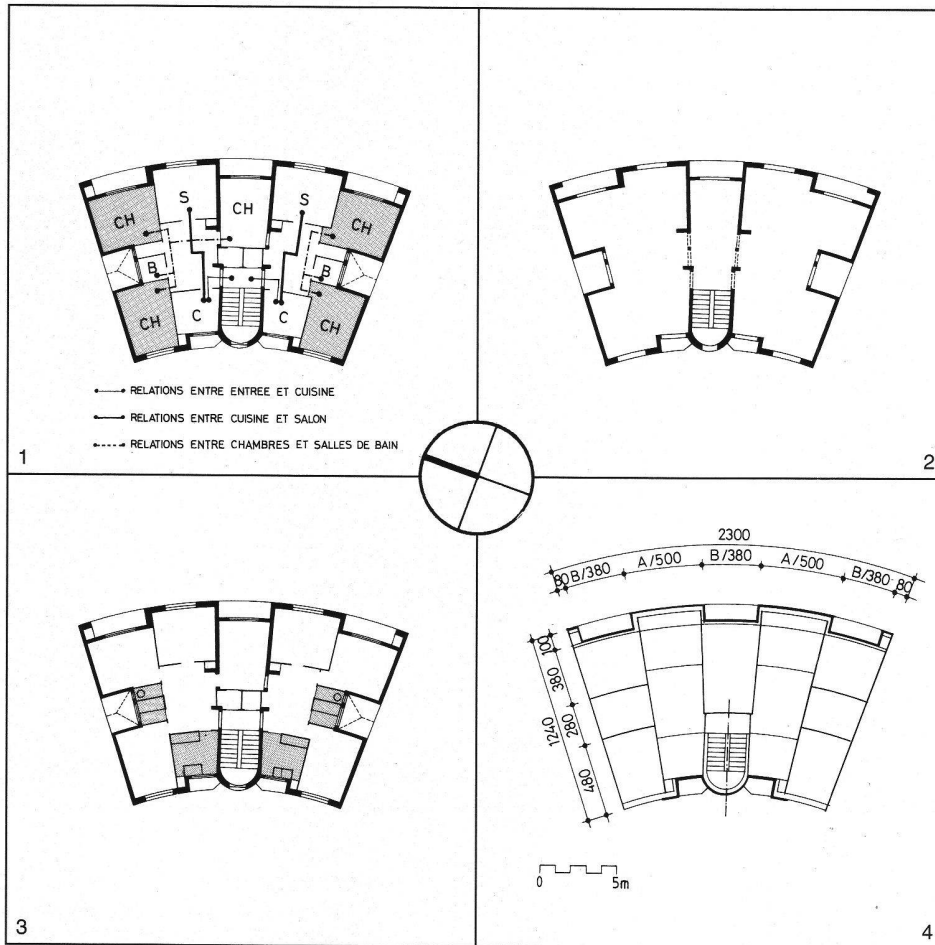 S
S
CH
CH
CH
B
B
CH
C
C
CH
RELATIONS ENTRE ENTREE ET CUISINE
RELATIONS ENTRE CUISINE ET SALON
RELATIONS ENTRE CHAMBRES ET SALLES DE BAIN
1
2
3
2300
80 B/380 A/500 B/380 A/500 B/380 80
100
380
280
480
1240
0 5m
4